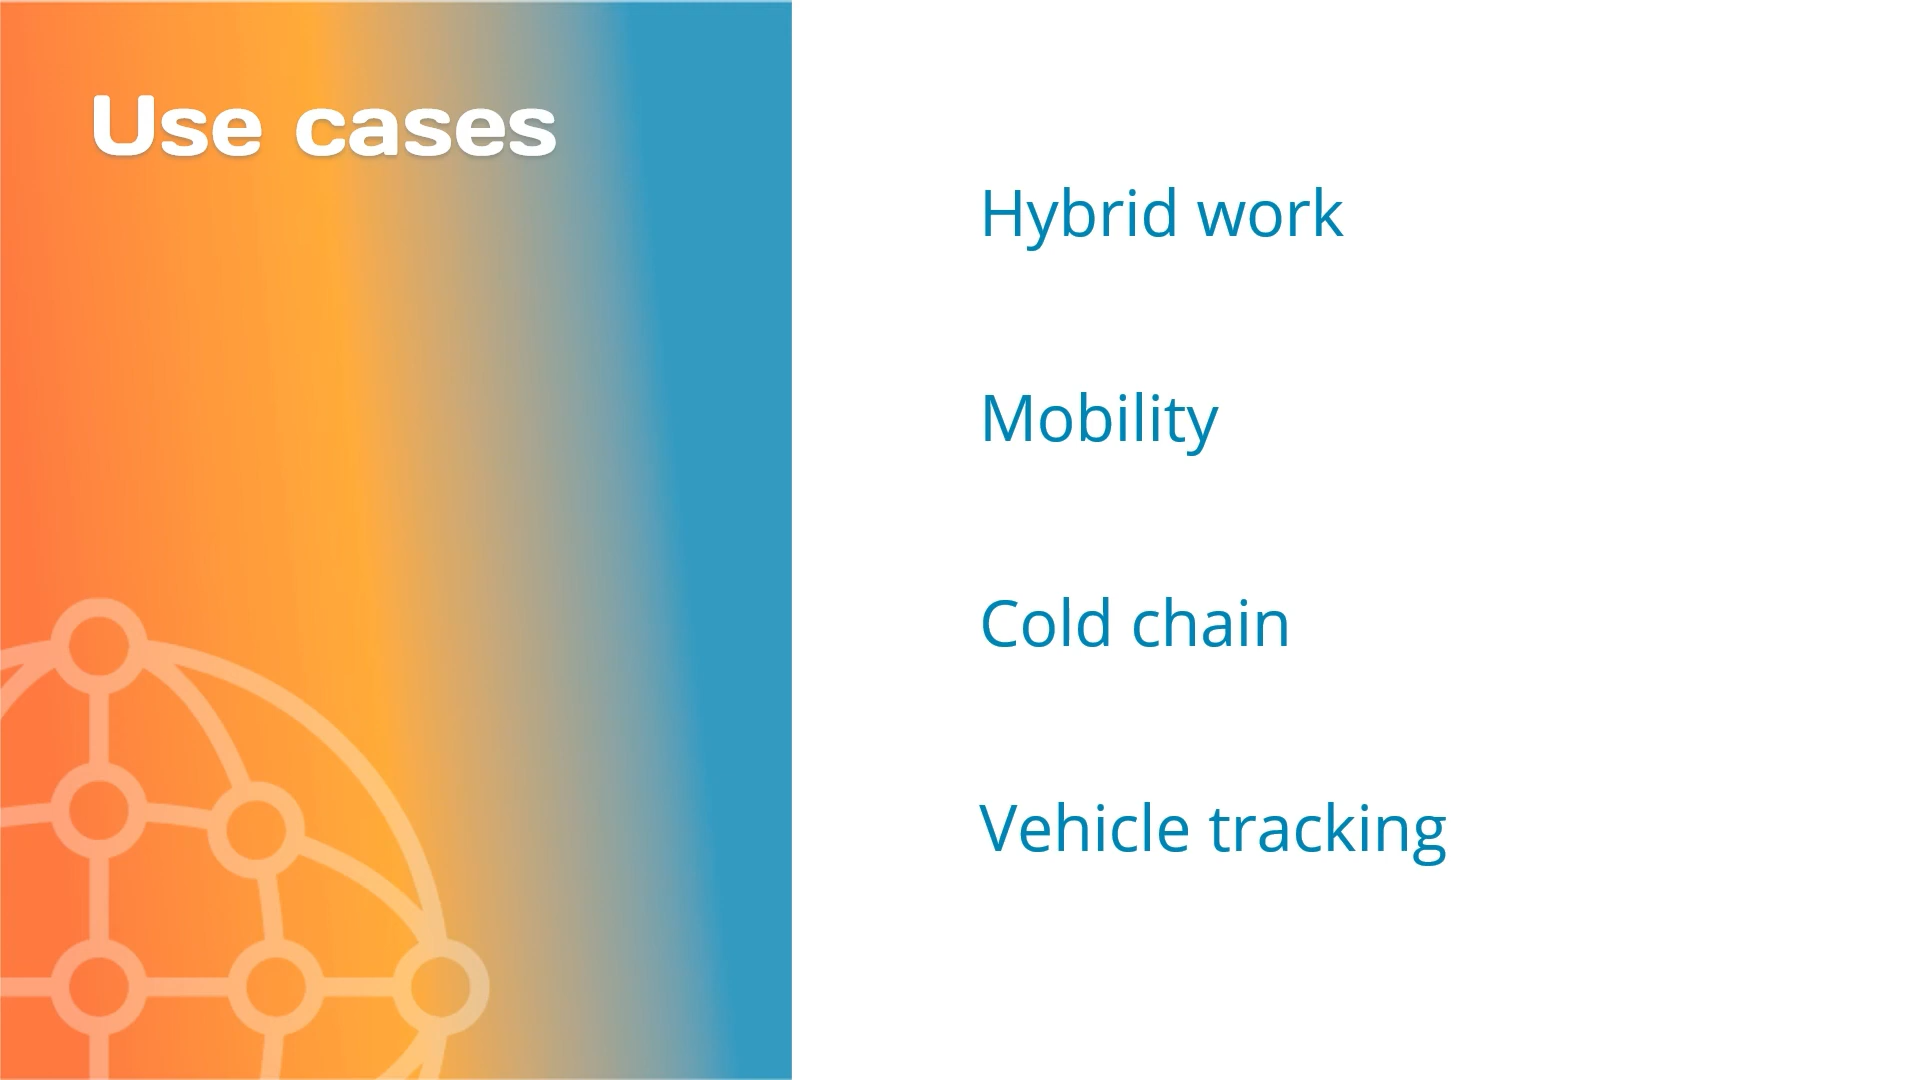 Use cases
Hybrid work
Mobility
Cold chain
Vehicle tracking